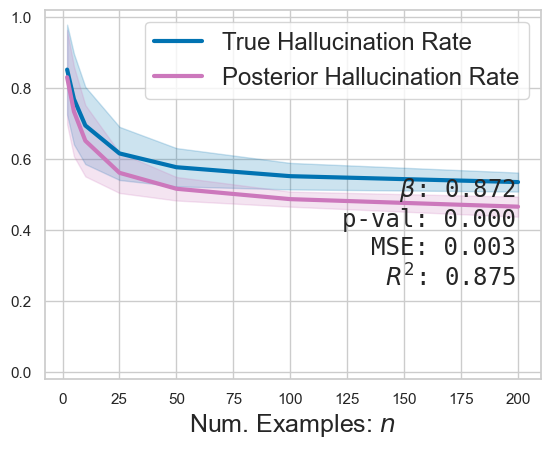 True Hallucination Rate
Posterior Hallucination Rate
1.0
0.8
0.6
0.4
0.2
0.0
β: 0.872
p-val: 0.000
MSE: 0.003
R²: 0.875
0 25 50 75 100 125 150 175 200
Num. Examples: n